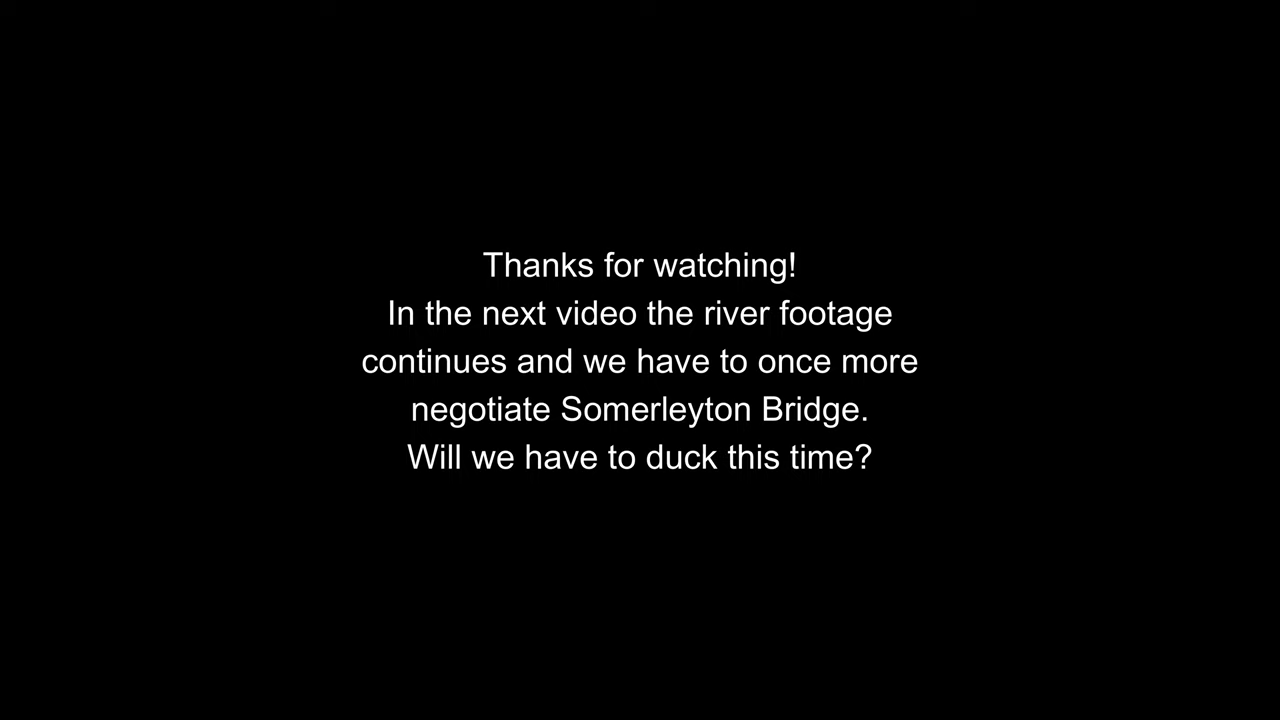 Thanks for watching!
In the next video the river footage
continues and we have to once more
negotiate Somerleyton Bridge.
Will we have to duck this time?